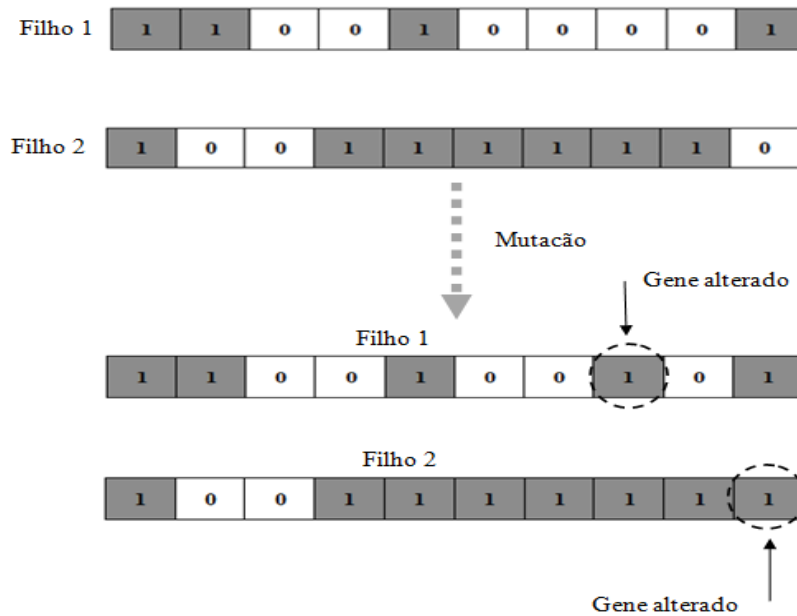 Filho 1 1 1 0 0 1 0 0 0 0 1
Filho 2 1 0 0 1 1 1 1 1 1 0
Mutacão
Gene alterado
Filho 1
1 1 0 0 1 0 0 1 0 1
Filho 2
1 0 0 1 1 1 1 1 1 1
Gene alterado